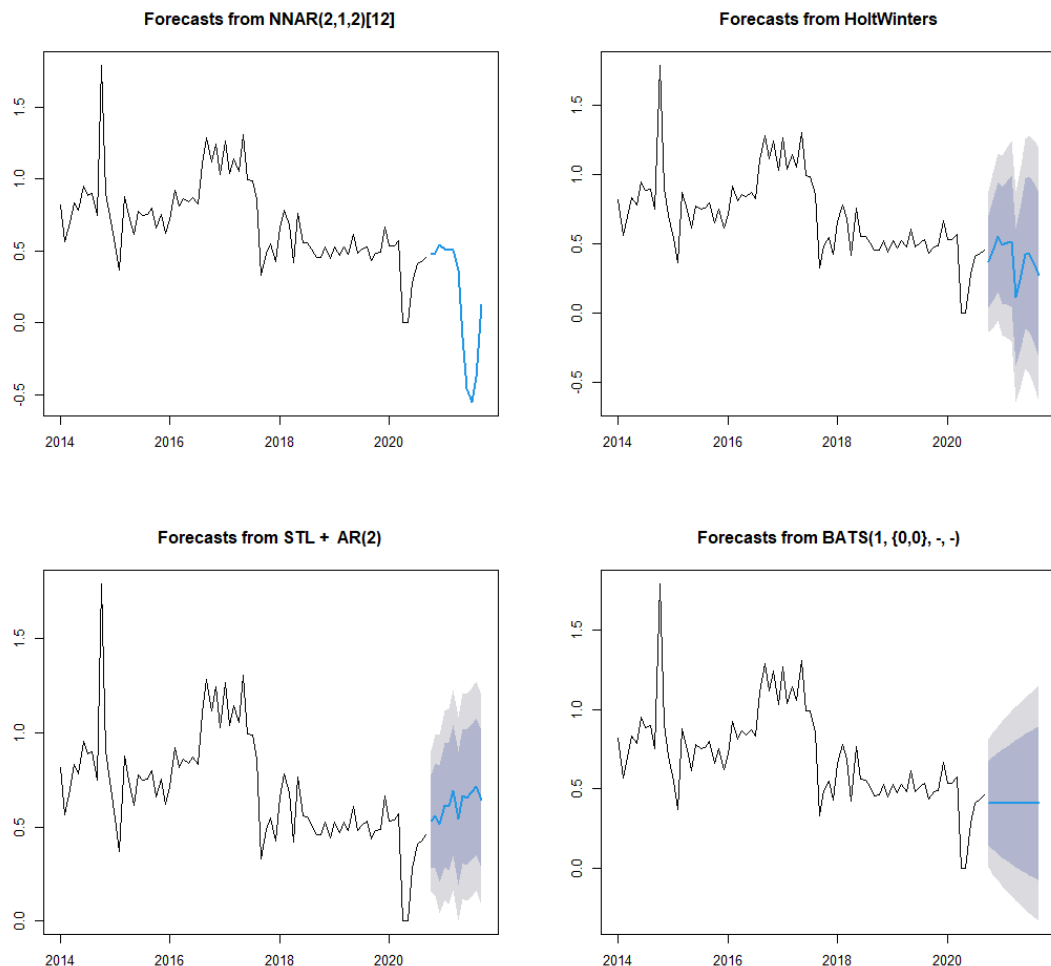 Forecasts from NNAR(2,1,2)[12]
1.5
1.0
0.5
0.0
-0.5
2014 2016 2018 2020
Forecasts from HoltWinters
1.5
1.0
0.5
0.0
-0.5
2014 2016 2018 2020
Forecasts from STL + AR(2)
1.5
1.0
0.5
0.0
2014 2016 2018 2020
Forecasts from BATS(1, {0,0}, -, -)
1.5
1.0
0.5
0.0
2014 2016 2018 2020